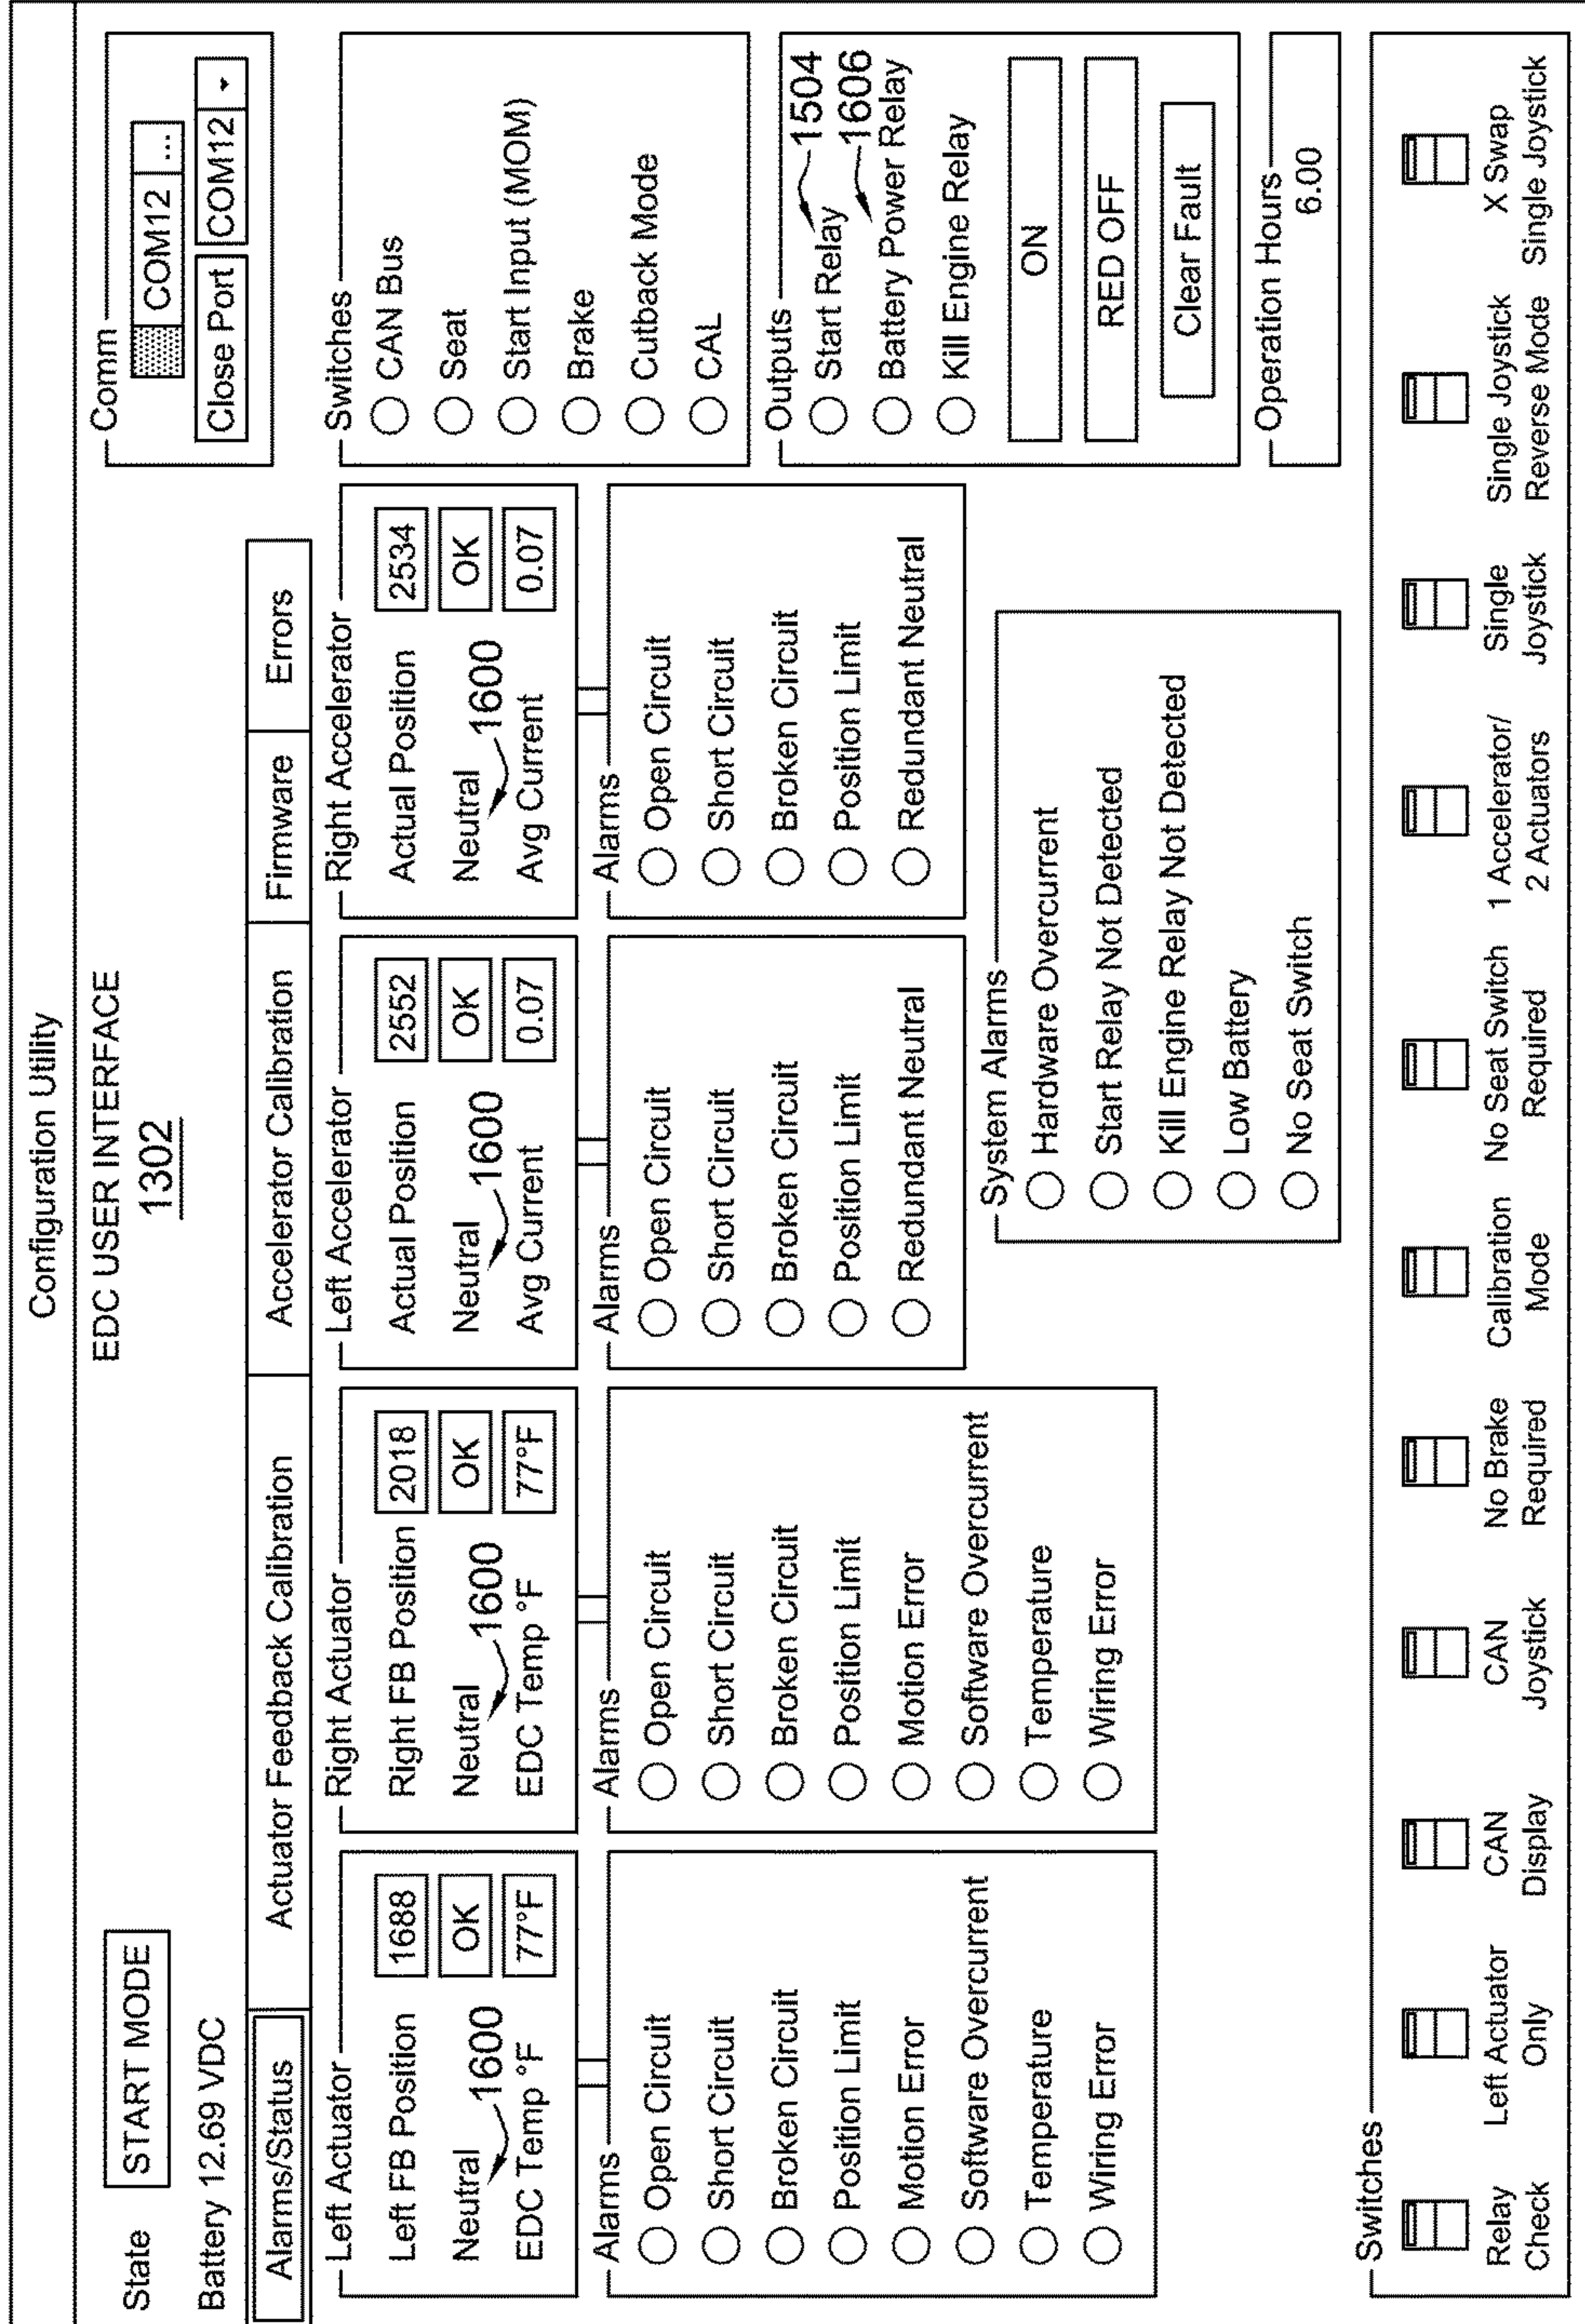 Configuration Utility
EDC USER INTERFACE
1302
State START MODE
Battery 12.69 VDC
Comm
COM12 ...
Close Port COM12
Alarms/Status Actuator Feedback Calibration Accelerator Calibration Firmware Errors
Left Actuator
Left FB Position 1688
Neutral 1600 OK
EDC Temp °F 77°F
Alarms
Open Circuit
Short Circuit
Broken Circuit
Position Limit
Motion Error
Software Overcurrent
Temperature
Wiring Error
Right Actuator
Right FB Position 2018
Neutral 1600 OK
EDC Temp °F 77°F
Alarms
Open Circuit
Short Circuit
Broken Circuit
Position Limit
Motion Error
Software Overcurrent
Temperature
Wiring Error
Left Accelerator
Actual Position 2552
Neutral 1600 OK
Avg Current 0.07
Alarms
Open Circuit
Short Circuit
Broken Circuit
Position Limit
Redundant Neutral
Right Accelerator
Actual Position 2534
Neutral 1600 OK
Avg Current 0.07
Alarms
Open Circuit
Short Circuit
Broken Circuit
Position Limit
Redundant Neutral
System Alarms
Hardware Overcurrent
Start Relay Not Detected
Kill Engine Relay Not Detected
Low Battery
No Seat Switch
Switches
CAN Bus
Seat
Start Input (MOM)
Brake
Cutback Mode
CAL
Outputs
Start Relay 1504
Battery Power Relay 1606
Kill Engine Relay
ON
RED OFF
Clear Fault
Operation Hours
6.00
Switches
Relay
Check
Left Actuator
Only
CAN
Display
CAN
Joystick
No Brake
Required
Calibration
Mode
No Seat Switch
Required
1 Accelerator/
2 Actuators
Single
Joystick
Single Joystick
Reverse Mode
X Swap
Single Joystick